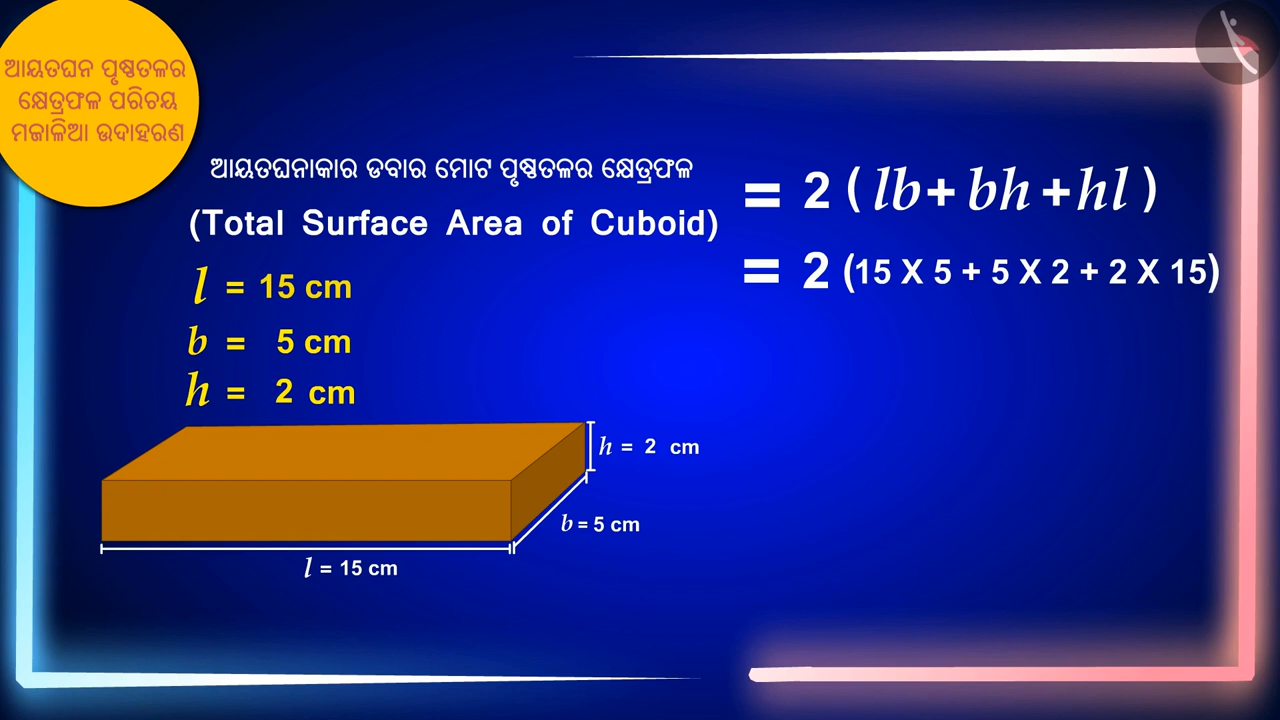 ଆୟତଘନ ପୃଷ୍ଠତଳର
କ୍ଷେତ୍ରଫଳ ପରିଚୟ
ମଜାଳିଆ ଉଦାହରଣ
ଆୟତଘନାକାର ଡବାର ମୋଟ ପୃଷ୍ଠତଳର କ୍ଷେତ୍ରଫଳ
(Total Surface Area of Cuboid)
= 2 ( lb + bh + hl )
= 2 (15 X 5 + 5 X 2 + 2 X 15)
l = 15 cm
b = 5 cm
h = 2 cm
h = 2 cm
b = 5 cm
l = 15 cm